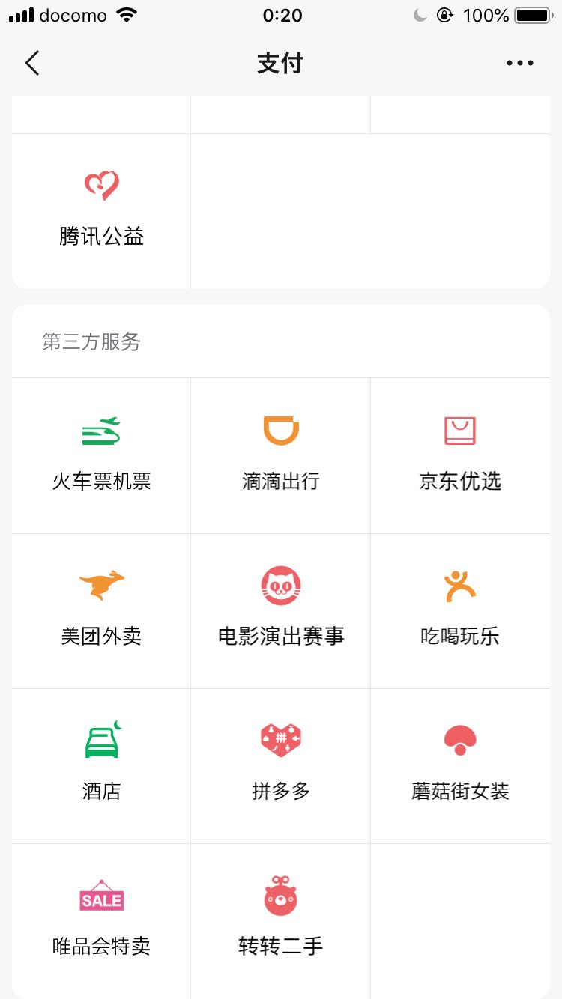 docomo 0:20 100%
支付
腾讯公益
第三方服务
火车票机票 滴滴出行 京东优选
美团外卖 电影演出赛事 吃喝玩乐
酒店 拼多多 蘑菇街女装
SALE
唯品会特卖 转转二手